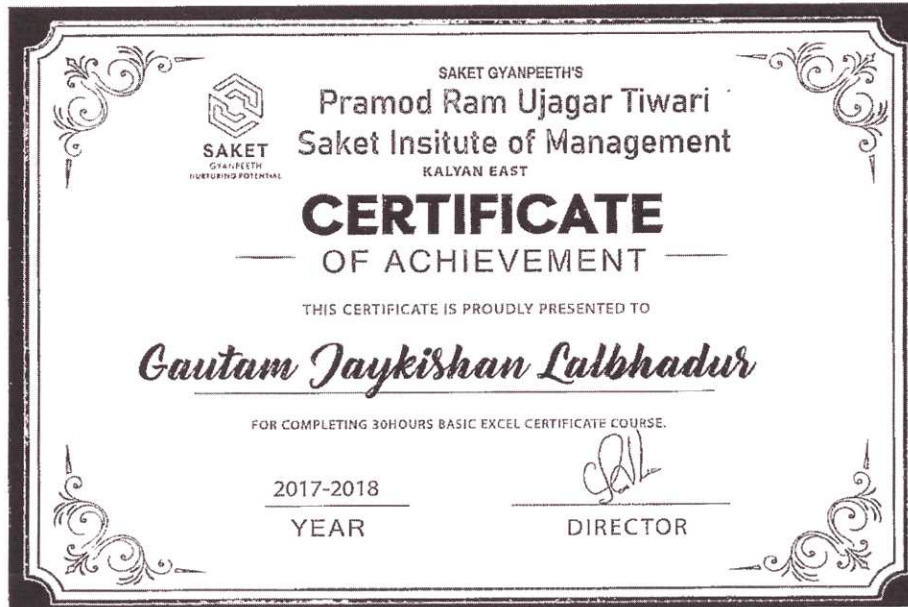 SAKET GYANPEETH'S
Pramod Ram Ujagar Tiwari
Saket Insitute of Management
KALYAN EAST
SAKET
GYANPEETH
NURTURING POTENTIAL
CERTIFICATE
OF ACHIEVEMENT
THIS CERTIFICATE IS PROUDLY PRESENTED TO
Gautam Jaykishan Lalbhadur
FOR COMPLETING 30HOURS BASIC EXCEL CERTIFICATE COURSE.
2017-2018
YEAR
DIRECTOR